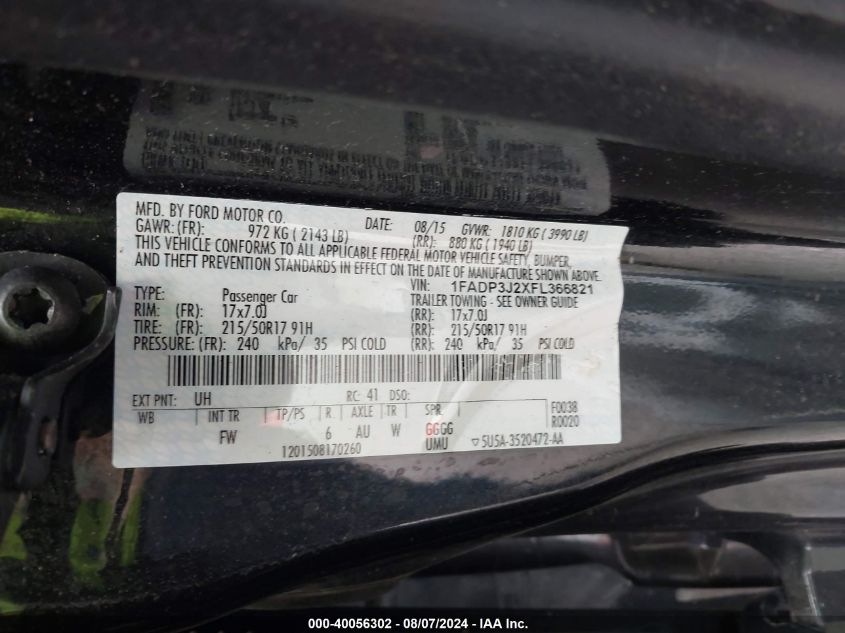 MFD. BY FORD MOTOR CO. DATE: 08/15 GVWR: 1810 KG ( 3990 LB)
GAWR: (FR): 972 KG ( 2143 LB) (RR): 880 KG ( 1940 LB)
THIS VEHICLE CONFORMS TO ALL APPLICABLE FEDERAL MOTOR VEHICLE SAFETY, BUMPER,
AND THEFT PREVENTION STANDARDS IN EFFECT ON THE DATE OF MANUFACTURE SHOWN ABOVE.
VIN: 1FADP3J2XFL366821
TYPE: Passenger Car TRAILER TOWING - SEE OWNER GUIDE
RIM: (FR): 17x7.0J (RR): 17x7.0J
TIRE: (FR): 215/50R17 91H (RR): 215/50R17 91H
PRESSURE: (FR): 240 kPa/ 35 PSI COLD (RR): 240 kPa/ 35 PSI COLD
EXT PNT: UH RC: 41 DSO: F0038
WB INT TR TP/PS R AXLE TR SPR R0020
FW 6 AU W GGGG
1201508170260 UMU 5U5A-3520472-AA
000-40056302 - 08/07/2024 - IAA Inc.